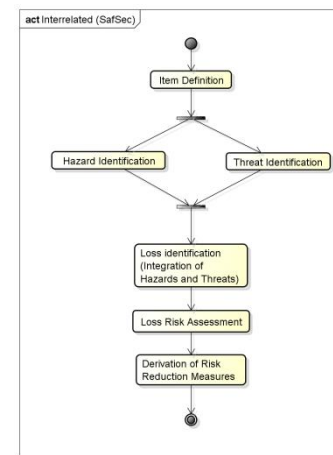 act Interrelated (SafSec)
Item Definition
Hazard Identification
Threat Identification
Loss identification
(Integration of
Hazards and Threats)
Loss Risk Assessment
Derivation of Risk
Reduction Measures